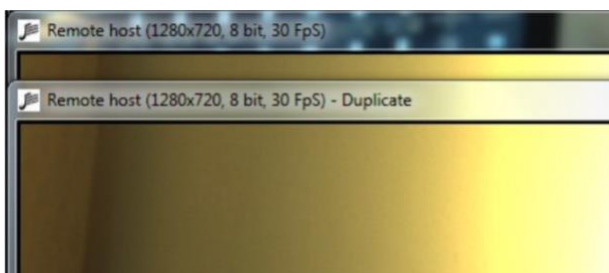 Remote host (1280x720, 8 bit, 30 FpS)
Remote host (1280x720, 8 bit, 30 FpS) - Duplicate